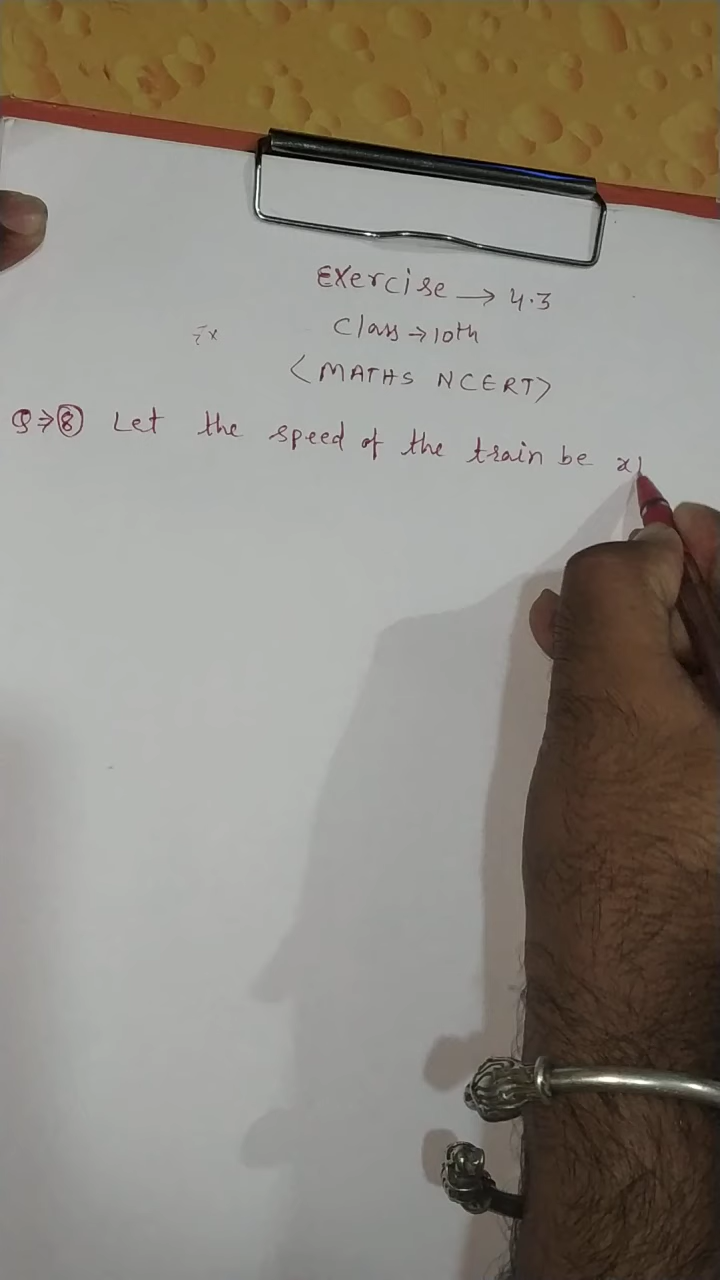 Exercise → 4.3
Class → 10th
<MATHS NCERT>
Q⇒⑧ Let the speed of the train be x